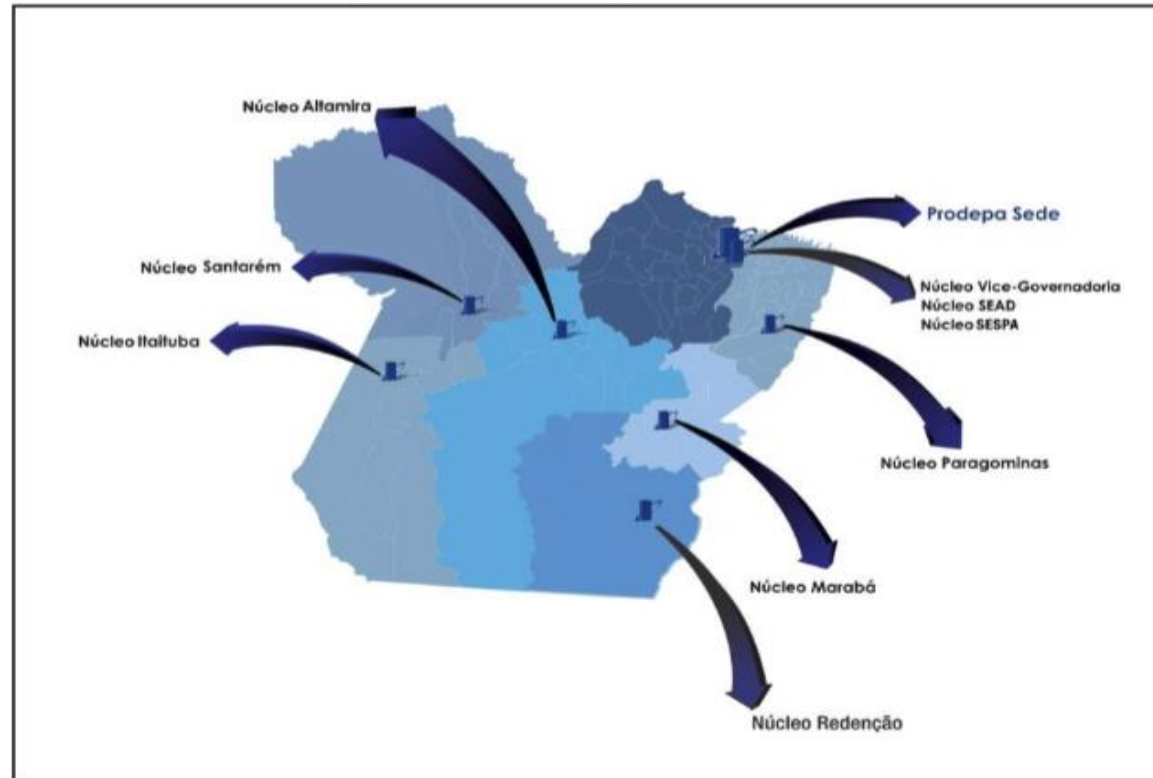 Núcleo Altamira
Prodepa Sede
Núcleo Santarém
Núcleo Vice-Governadoria
Núcleo SEAD
Núcleo SESPA
Núcleo Itaituba
Núcleo Paragominas
Núcleo Marabá
Núcleo Redenção